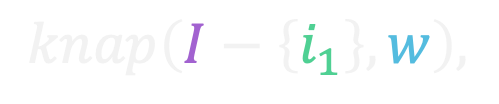 knap(I − {i₁}, w),